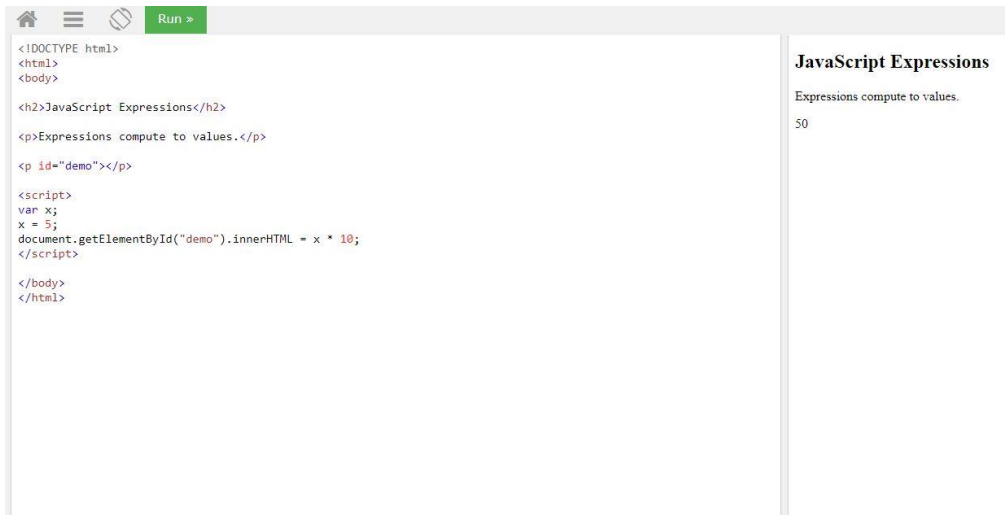 Run »
<!DOCTYPE html>
<html>
<body>
<h2>JavaScript Expressions</h2>
<p>Expressions compute to values.</p>
<p id="demo"></p>
<script>
var x;
x = 5;
document.getElementById("demo").innerHTML = x * 10;
</script>
</body>
</html>
JavaScript Expressions
Expressions compute to values.
50